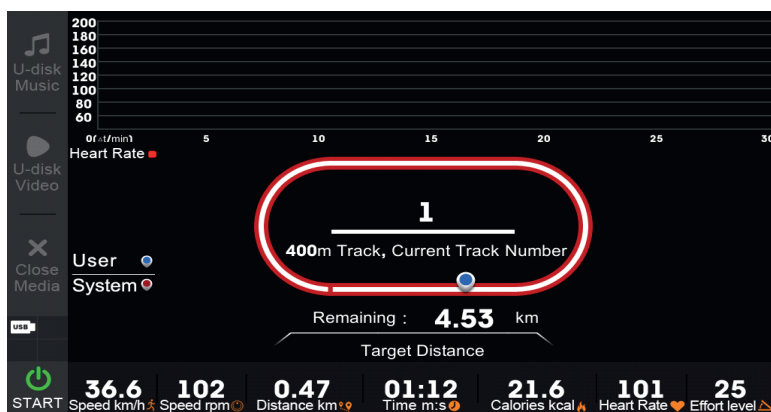 200
180
160
140
120
100
80
60
0(△t/min) 5 10 15 20 25 30
Heart Rate
U-disk
Music
U-disk
Video
Close
Media
USB
START
1
400m Track, Current Track Number
User
System
Remaining : 4.53 km
Target Distance
36.6 102 0.47 01:12 21.6 101 25
Speed km/h Speed rpm Distance km Time m:s Calories kcal Heart Rate Effort level